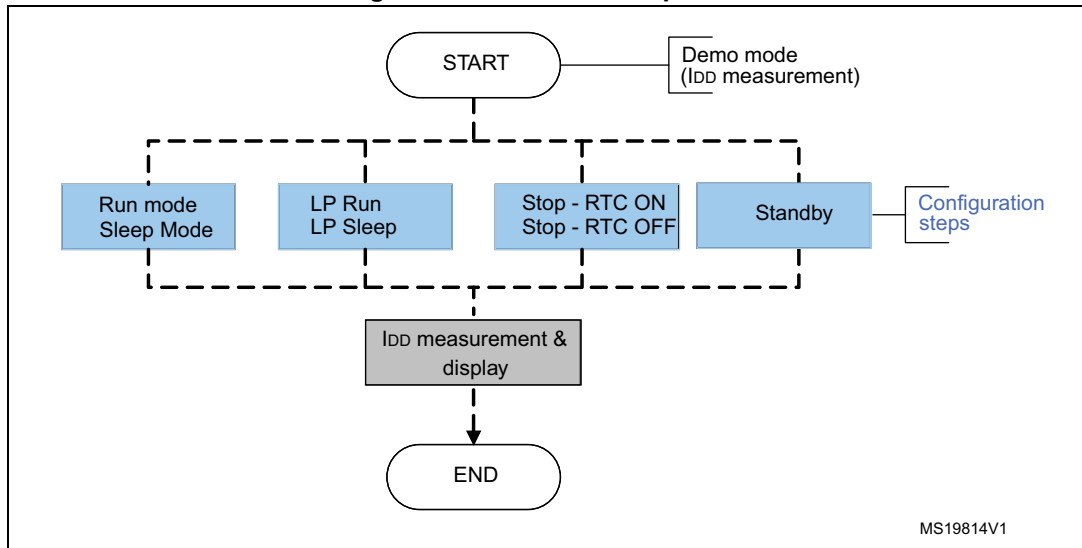 START
Demo mode
(IDD measurement)
Run mode
Sleep Mode
LP Run
LP Sleep
Stop - RTC ON
Stop - RTC OFF
Standby
Configuration
steps
IDD measurement &
display
END
MS19814V1